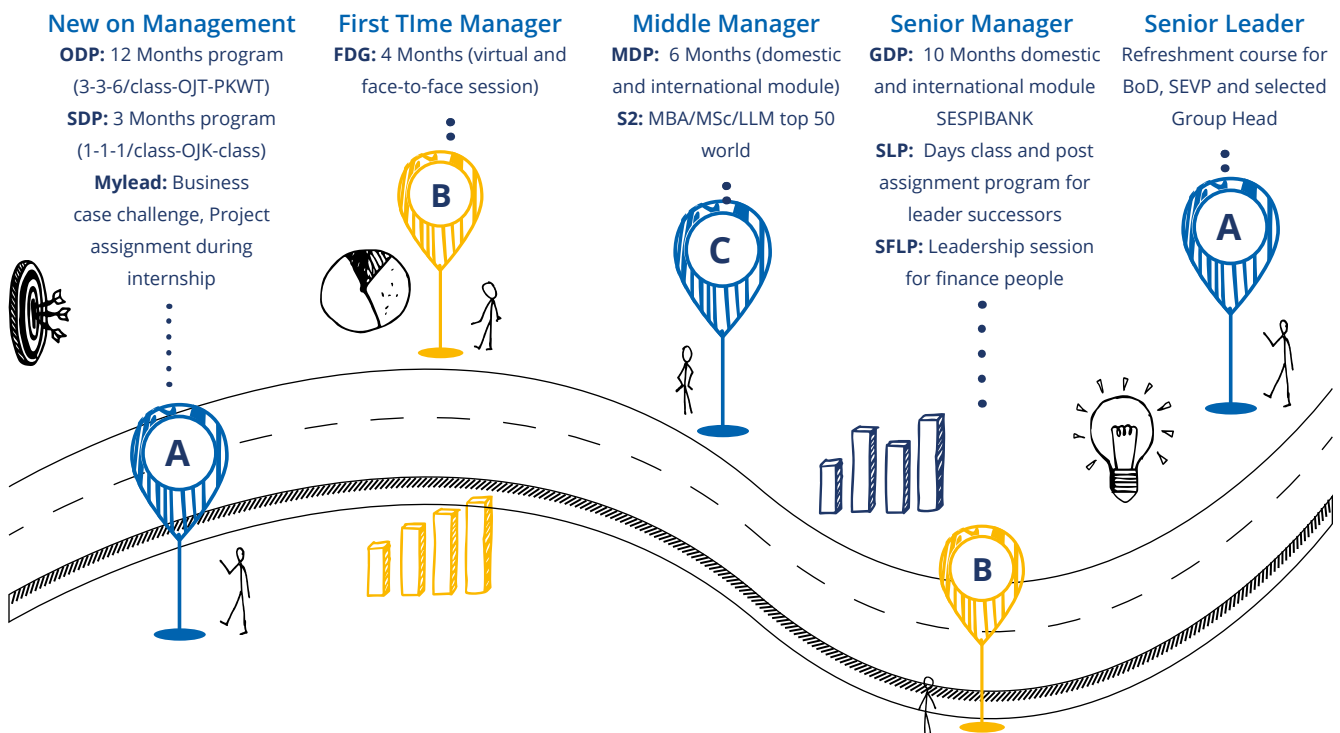 New on Management
ODP: 12 Months program
(3-3-6/class-OJT-PKWT)
SDP: 3 Months program
(1-1-1/class-OJK-class)
Mylead: Business
case challenge, Project
assignment during
internship
First TIme Manager
FDG: 4 Months (virtual and
face-to-face session)
Middle Manager
MDP: 6 Months (domestic
and international module)
S2: MBA/MSc/LLM top 50
world
Senior Manager
GDP: 10 Months domestic
and international module
SESPIBANK
SLP: Days class and post
assignment program for
leader successors
SFLP: Leadership session
for finance people
Senior Leader
Refreshment course for
BoD, SEVP and selected
Group Head
A
B
C
B
A